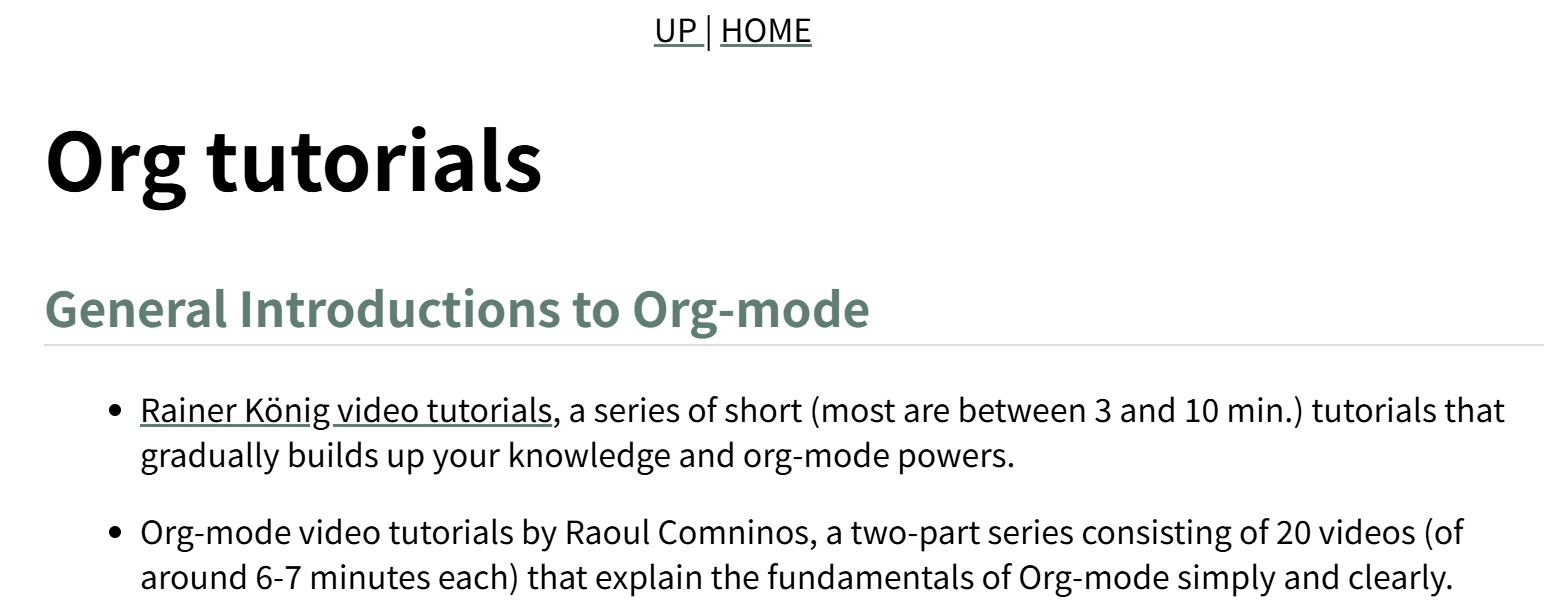 UP | HOME
Org tutorials
General Introductions to Org-mode
• Rainer König video tutorials, a series of short (most are between 3 and 10 min.) tutorials that
gradually builds up your knowledge and org-mode powers.
• Org-mode video tutorials by Raoul Comninos, a two-part series consisting of 20 videos (of
around 6-7 minutes each) that explain the fundamentals of Org-mode simply and clearly.